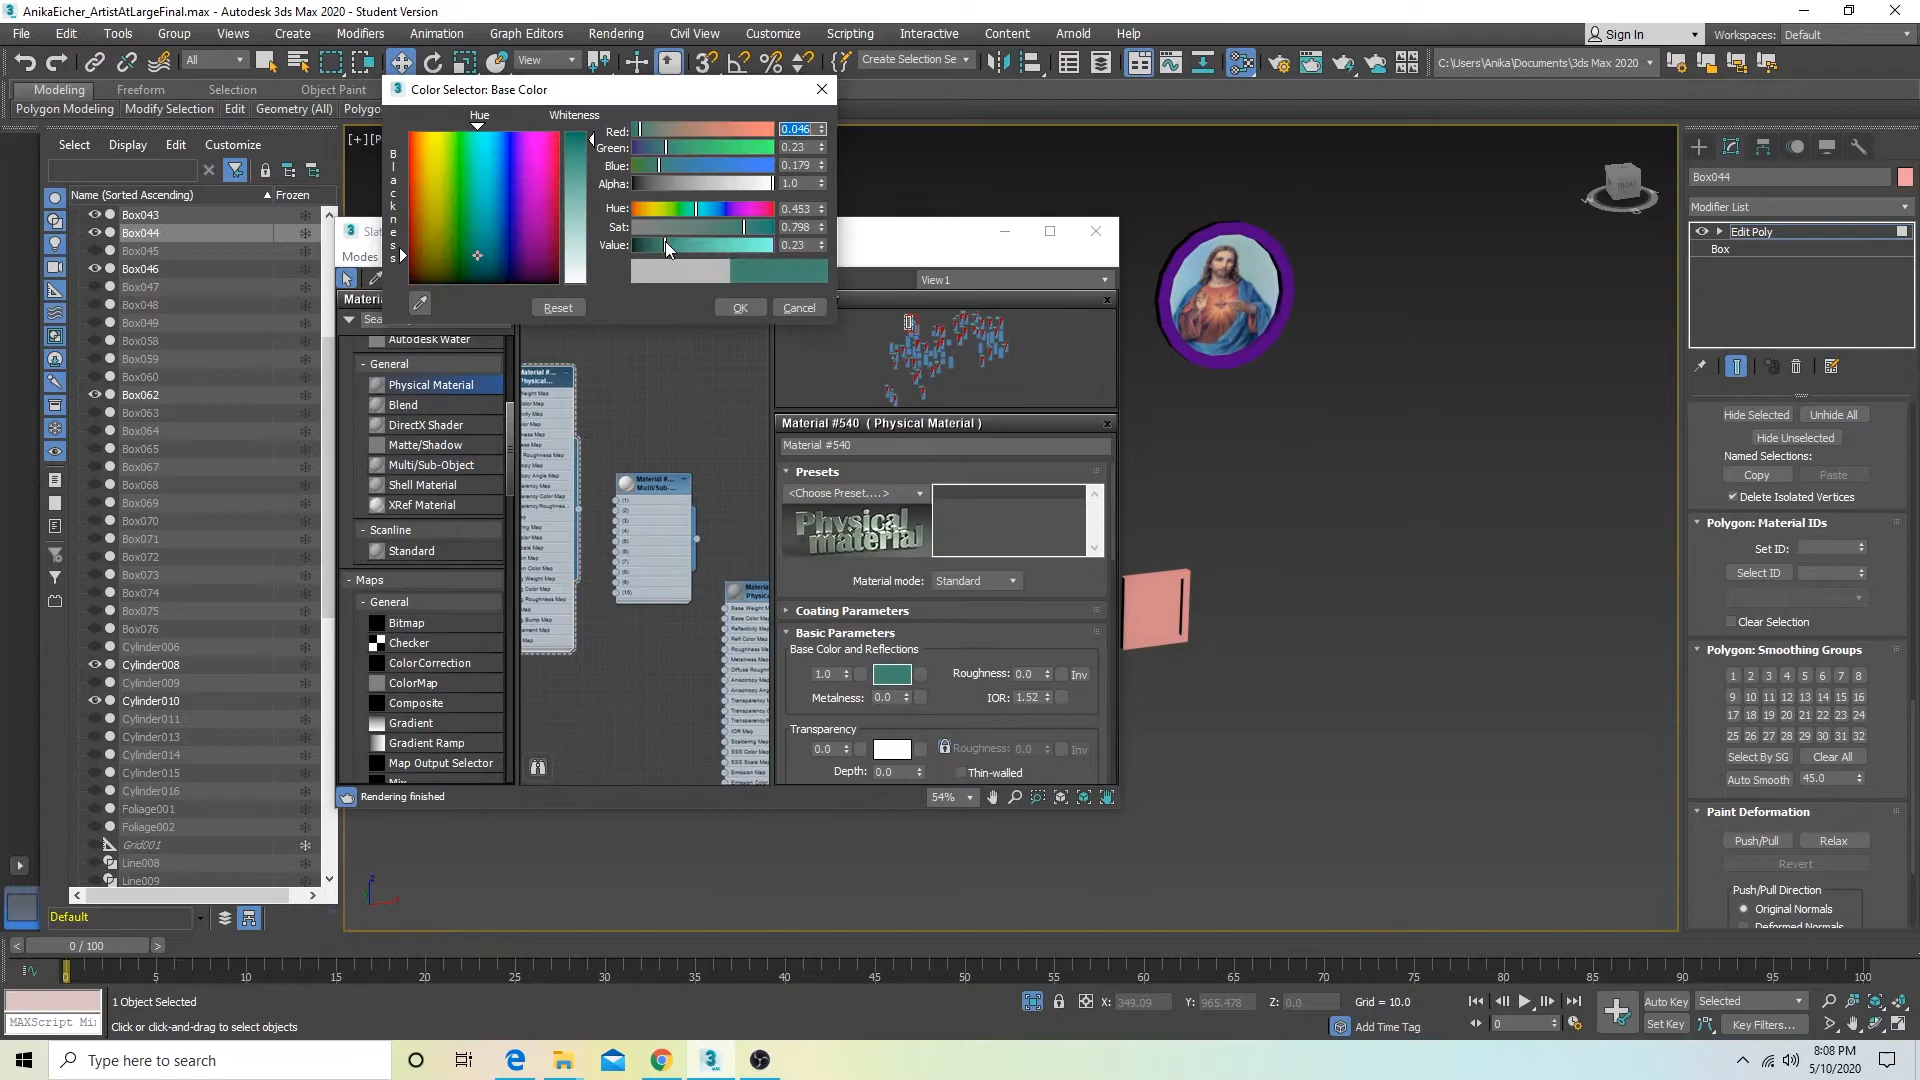 AnikaEicher_ArtistAtLargeFinal.max - Autodesk 3ds Max 2020 - Student Version
File Edit Tools Group Views Create Modifiers Animation Graph Editors Rendering Civil View Customize Scripting Interactive Content Arnold Help
Sign In Workspaces: Default
All View Create Selection Se C:\Users\Anika\Documents\3ds Max 2020
Modeling Freeform Selection Object Paint
Polygon Modeling Modify Selection Edit Geometry (All) Polygo
Color Selector: Base Color
Hue Whiteness
Blackness
Red: 0.046
Green: 0.23
Blue: 0.179
Alpha: 1.0
Hue: 0.453
Sat: 0.798
Value: 0.23
Reset OK Cancel
Select Display Edit Customize
Name (Sorted Ascending) Frozen
Box043
Box044
Box045
Box046
Box047
Box048
Box049
Box058
Box059
Box060
Box062
Box063
Box064
Box065
Box067
Box068
Box069
Box070
Box071
Box072
Box073
Box074
Box075
Box076
Cylinder006
Cylinder008
Cylinder009
Cylinder010
Cylinder011
Cylinder013
Cylinder014
Cylinder015
Cylinder016
Foliage001
Foliage002
Grid001
Line008
Line009
Default
[+][P
Slat
Modes
View1
Materi
Sea
Autodesk Water
- General
Physical Material
Blend
DirectX Shader
Matte/Shadow
Multi/Sub-Object
Shell Material
XRef Material
- Scanline
Standard
- Maps
- General
Bitmap
Checker
ColorCorrection
ColorMap
Composite
Gradient
Gradient Ramp
Map Output Selector
Mix
Material #...
Multi/Sub-...
(1)
(2)
(3)
(4)
(5)
(6)
(7)
(8)
(9)
(10)
Material #540 ( Physical Material )
Material #540
Presets
<Choose Preset....>
Physical material
Material mode: Standard
Coating Parameters
Basic Parameters
Base Color and Reflections
1.0 Roughness: 0.0 Inv
Metalness: 0.0 IOR: 1.52
Transparency
0.0 Roughness: 0.0 Inv
Depth: 0.0 Thin-walled
Rendering finished 54%
Box044
Modifier List
Edit Poly
Box
Hide Selected Unhide All
Hide Unselected
Named Selections:
Copy Paste
Delete Isolated Vertices
Polygon: Material IDs
Set ID:
Select ID
Clear Selection
Polygon: Smoothing Groups
1 2 3 4 5 6 7 8
9 10 11 12 13 14 15 16
17 18 19 20 21 22 23 24
25 26 27 28 29 30 31 32
Select By SG Clear All
Auto Smooth 45.0
Paint Deformation
Push/Pull Relax
Revert
Push/Pull Direction
Original Normals
Deformed Normals
0 / 100
0 5 10 15 20 25 30 35 40 45 50 55 60 65 70 75 80 85 90 95 100
1 Object Selected X: 349.09 Y: 965.478 Z: 0.0 Grid = 10.0 Auto Key Selected
MAXScript Mi Click or click-and-drag to select objects Add Time Tag 0 Set Key Key Filters...
Type here to search
8:08 PM
5/10/2020